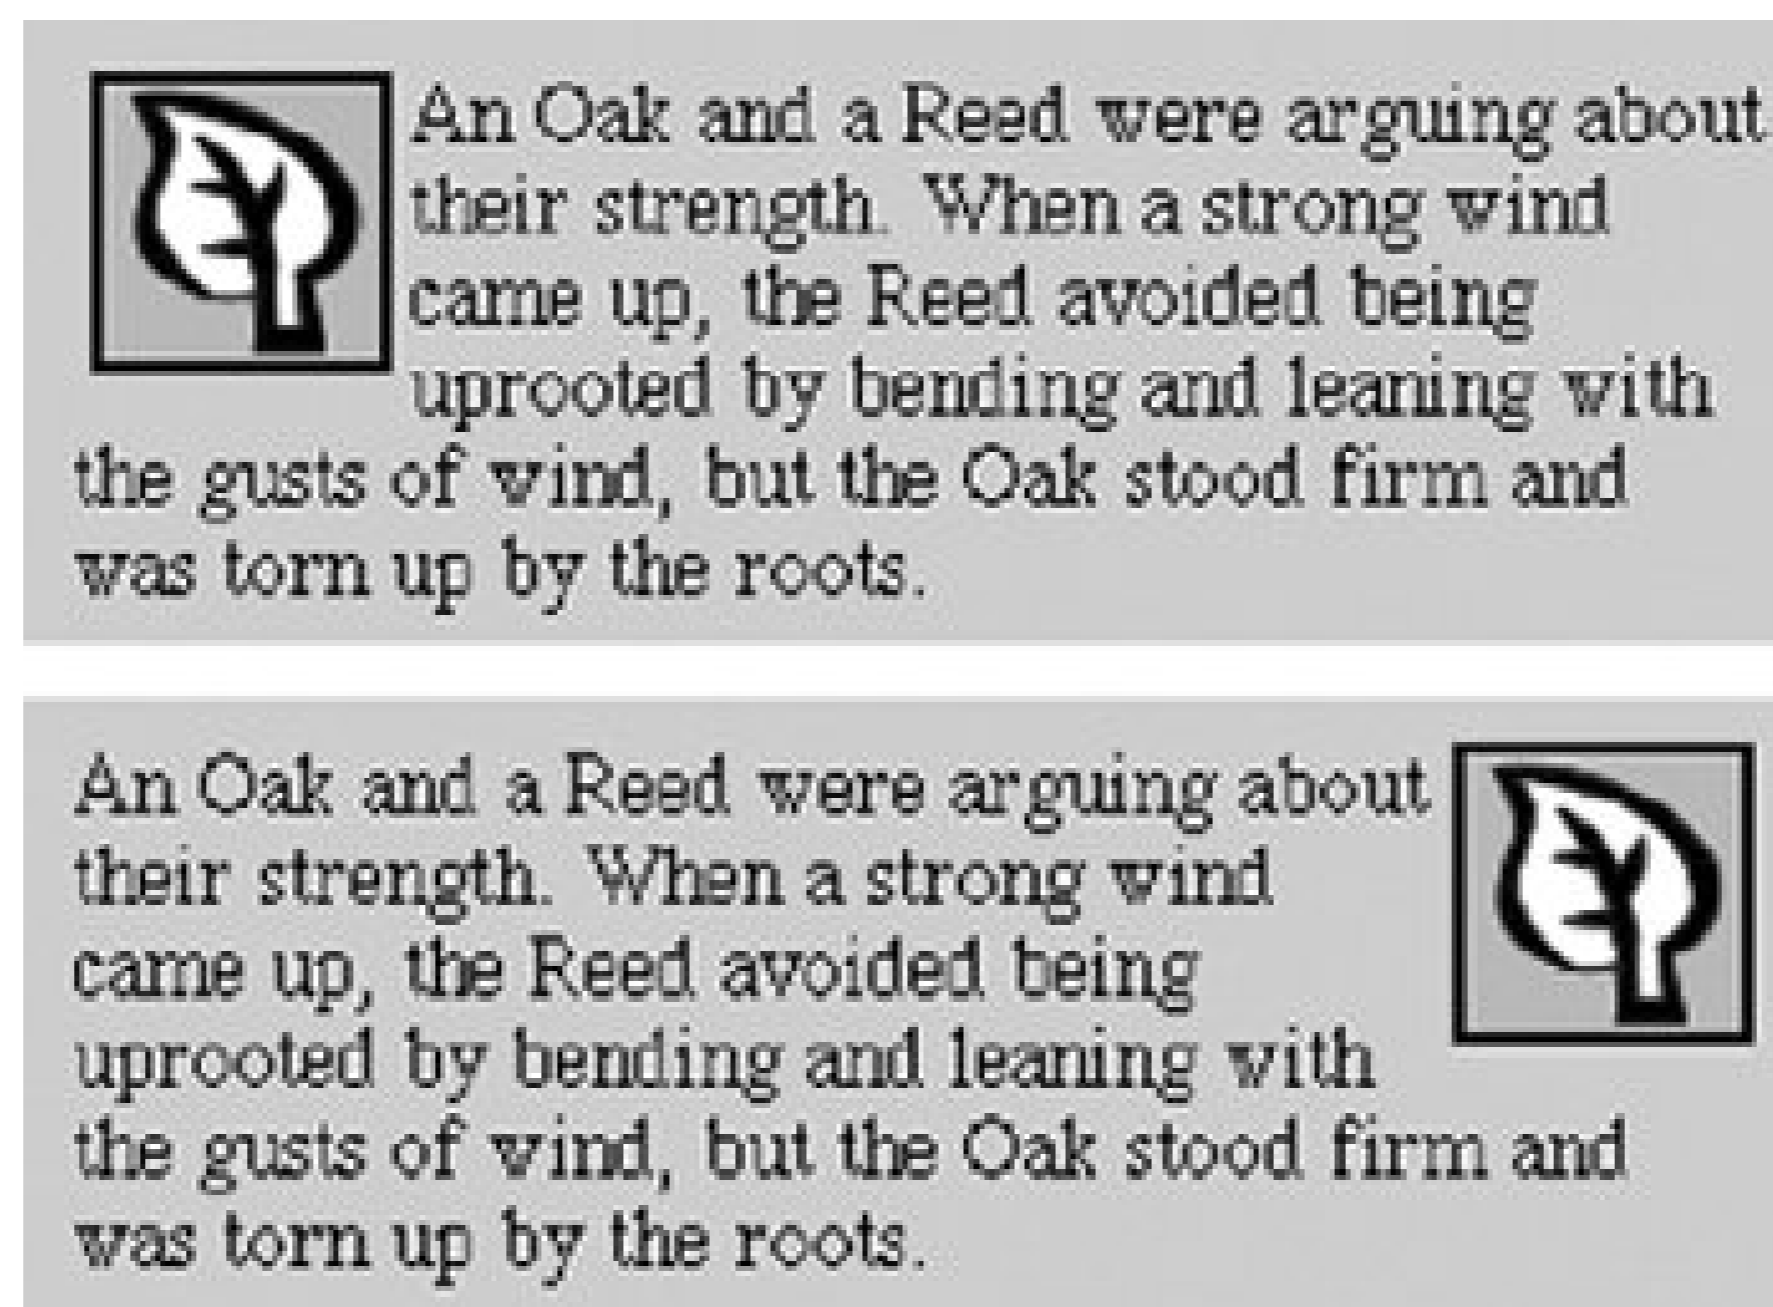 An Oak and a Reed were arguing about
their strength. When a strong wind
came up, the Reed avoided being
uprooted by bending and leaning with
the gusts of wind, but the Oak stood firm and
was torn up by the roots.
An Oak and a Reed were arguing about
their strength. When a strong wind
came up, the Reed avoided being
uprooted by bending and leaning with
the gusts of wind, but the Oak stood firm and
was torn up by the roots.